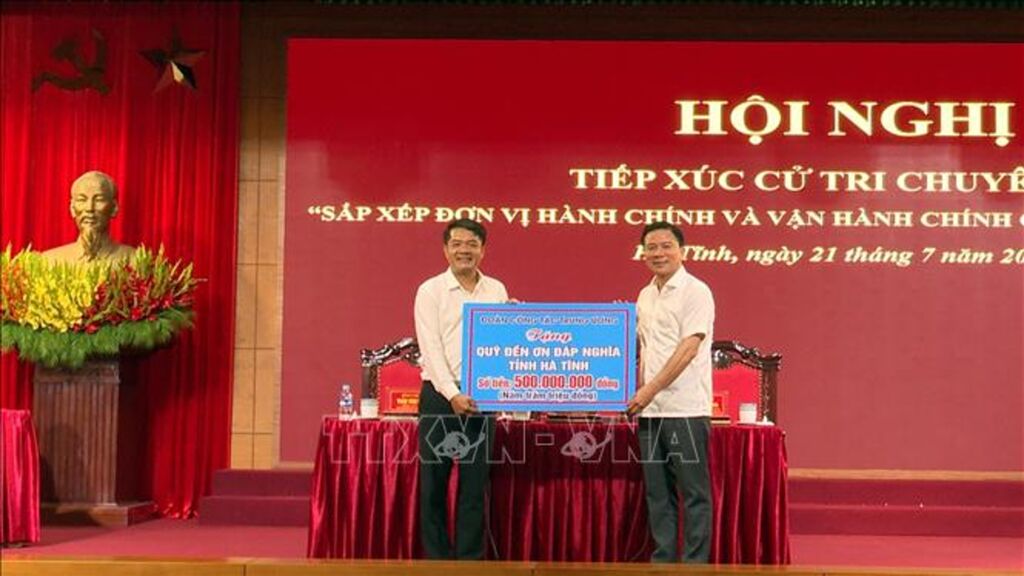 HỘI NGHỊ
TIẾP XÚC CỬ TRI CHUYÊ
“SẮP XẾP ĐƠN VỊ HÀNH CHÍNH VÀ VẬN HÀNH CHÍNH
Tĩnh, ngày 21 tháng 7 năm 20
ĐOÀN CÔNG TÁC TRUNG ƯƠNG
Tặng
QUỸ ĐỀN ƠN ĐÁP NGHĨA
TỈNH HÀ TĨNH
Số tiền: 500.000.000 đồng
(Năm trăm triệu đồng)
TTXVN-VNA